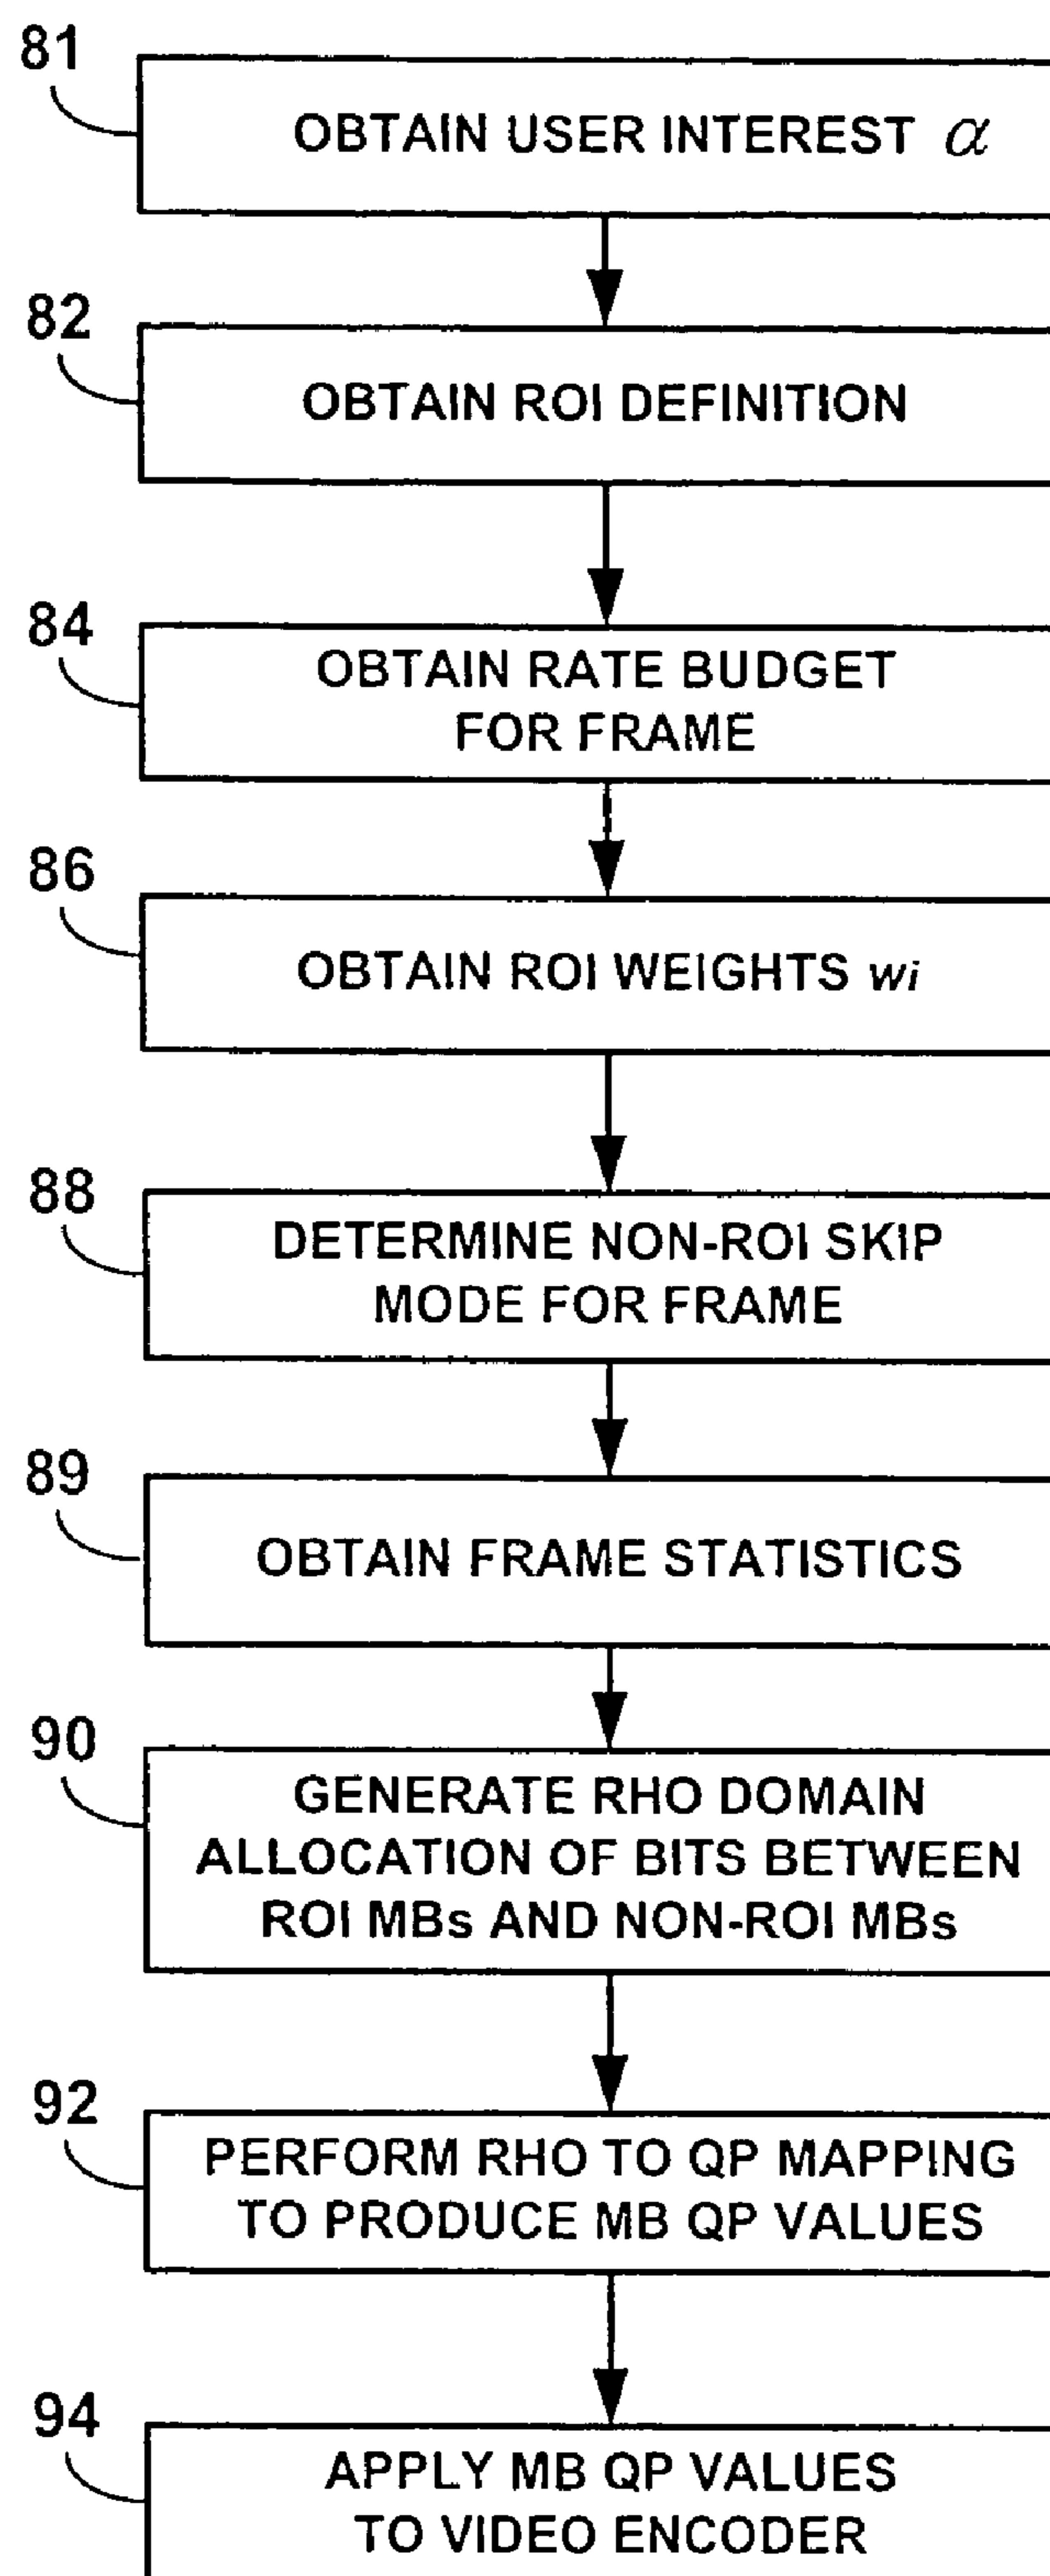 81
OBTAIN USER INTEREST α
82
OBTAIN ROI DEFINITION
84
OBTAIN RATE BUDGET
FOR FRAME
86
OBTAIN ROI WEIGHTS wi
88
DETERMINE NON-ROI SKIP
MODE FOR FRAME
89
OBTAIN FRAME STATISTICS
90
GENERATE RHO DOMAIN
ALLOCATION OF BITS BETWEEN
ROI MBs AND NON-ROI MBs
92
PERFORM RHO TO QP MAPPING
TO PRODUCE MB QP VALUES
94
APPLY MB QP VALUES
TO VIDEO ENCODER